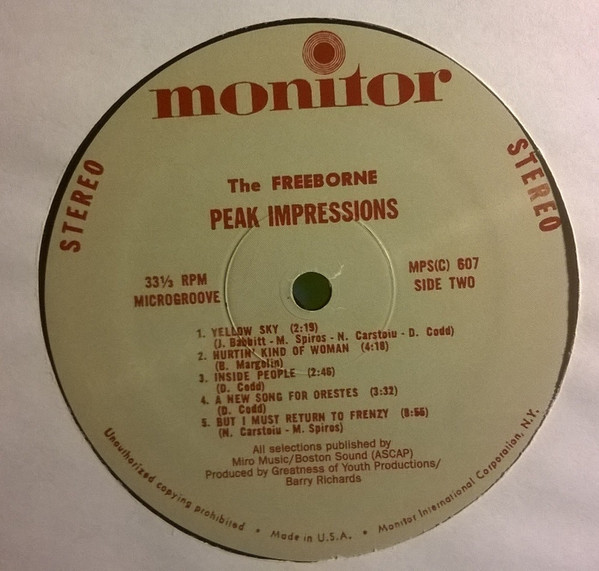 monitor
STEREO
STEREO
The FREEBORNE
PEAK IMPRESSIONS
33⅓ RPM
MICROGROOVE
MPS(C) 607
SIDE TWO
1. YELLOW SKY (2:19)
(J. Babbitt - M. Spiros - N. Carstoiu - D. Codd)
2. HURTIN' KIND OF WOMAN (4:18)
(B. Margolin)
3. INSIDE PEOPLE (2:46)
(D. Codd)
4. A NEW SONG FOR ORESTES (3:32)
(D. Codd)
5. BUT I MUST RETURN TO FRENZY (8:55)
(N. Carstoiu - M. Spiros)
All selections published by
Miro Music/Boston Sound (ASCAP)
Produced by Greatness of Youth Productions/
Barry Richards
Unauthorized copying prohibited • Made in U.S.A. • Monitor International Corporation, N.Y.